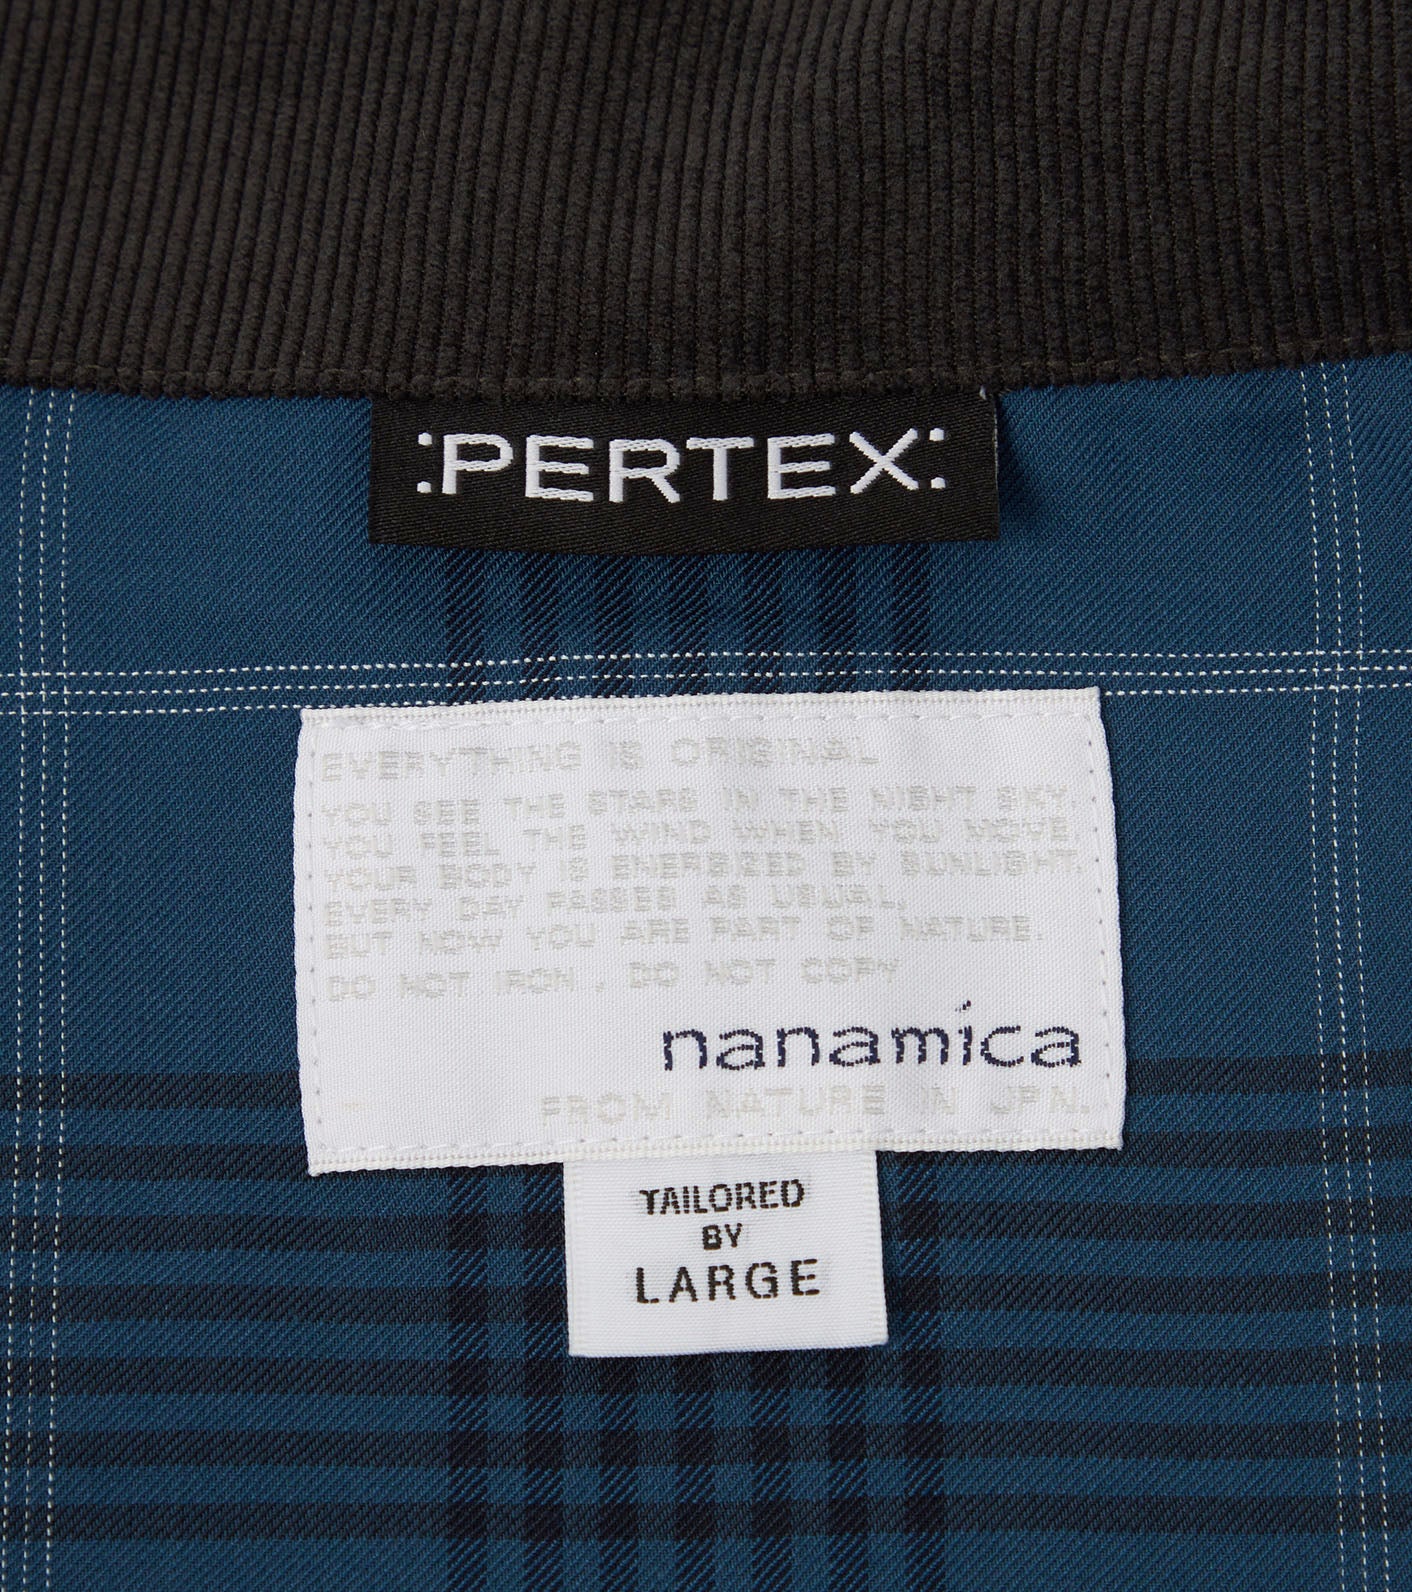 :PERTEX:
EVERYTHING IS ORIGINAL
YOU SEE THE STARS IN THE NIGHT SKY.
YOU FEEL THE WIND WHEN YOU MOVE.
YOUR BODY IS ENERGIZED BY SUNLIGHT.
EVERY DAY PASSES AS USUAL,
BUT NOW YOU ARE PART OF NATURE.
DO NOT IRON , DO NOT COPY
nanamíca
FROM NATURE IN JPN.
TAILORED
BY
LARGE